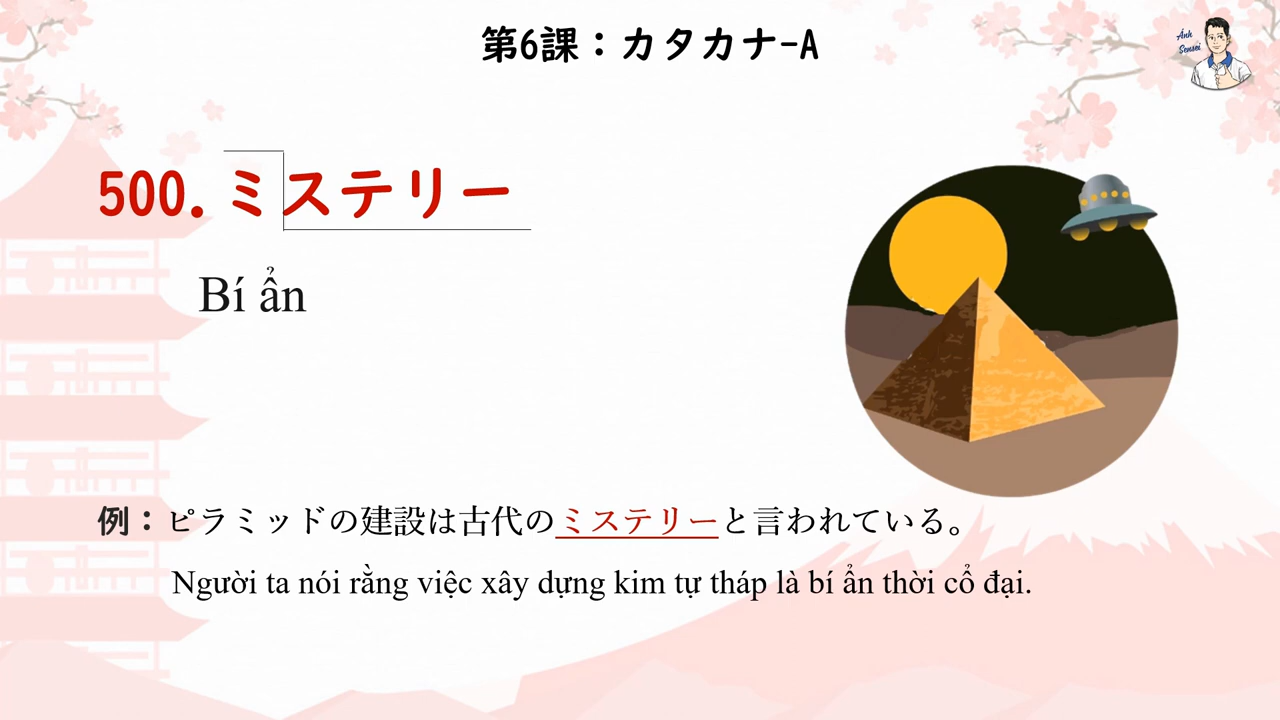 第6課：カタカナ-A
Anh
Sensei
500. ミステリー
Bí ẩn
例：ピラミッドの建設は古代のミステリーと言われている。
Người ta nói rằng việc xây dựng kim tự tháp là bí ẩn thời cổ đại.